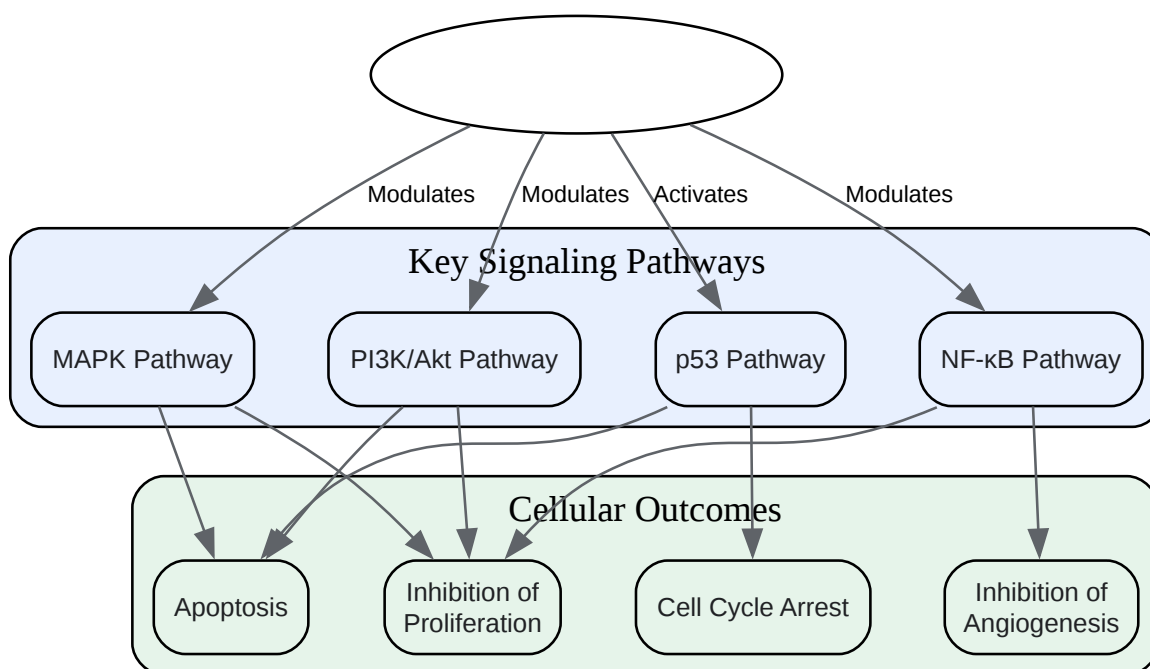 Modulates
Modulates
Activates
Modulates
Key Signaling Pathways
MAPK Pathway
PI3K/Akt Pathway
p53 Pathway
NF-κB Pathway
Cellular Outcomes
Apoptosis
Inhibition of
Proliferation
Cell Cycle Arrest
Inhibition of
Angiogenesis